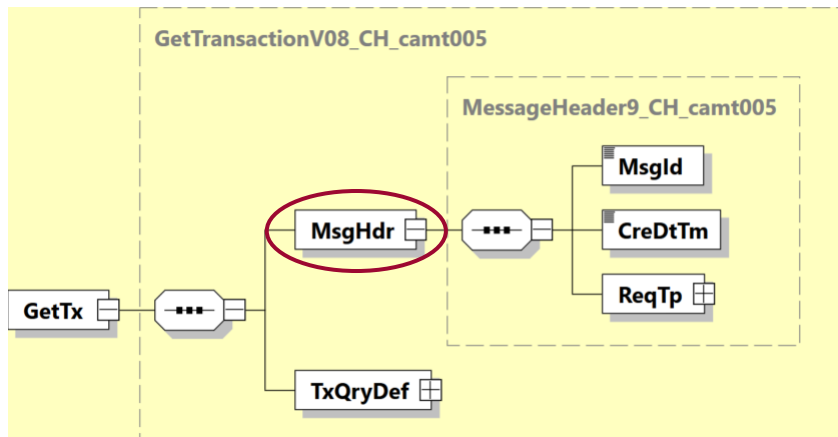 GetTransactionV08_CH_camt005
MessageHeader9_CH_camt005
MsgId
MsgHdr
CreDtTm
ReqTp
GetTx
TxQryDef